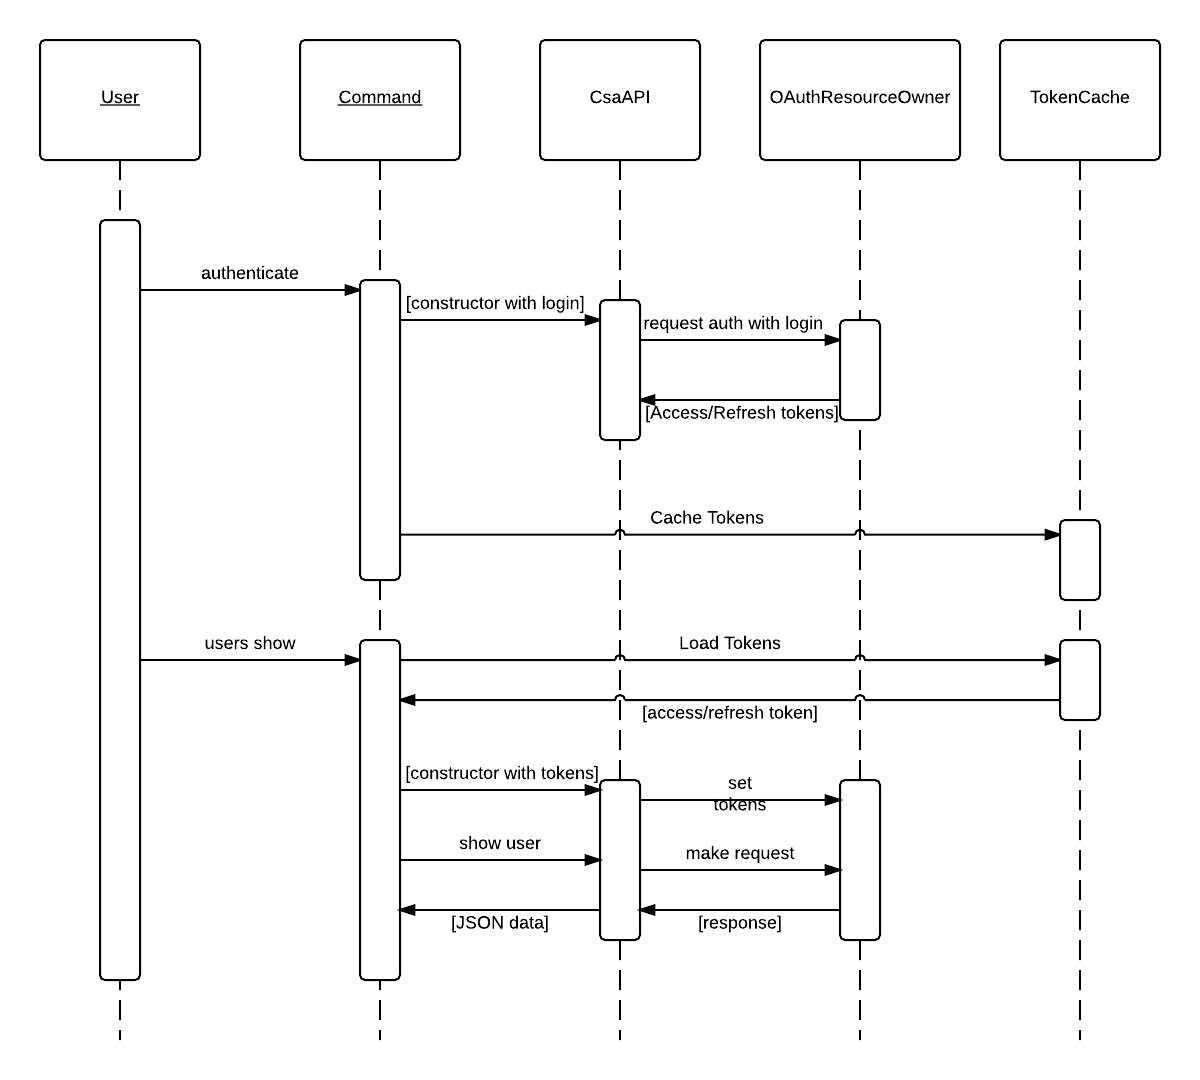 User
Command
CsaAPI
OAuthResourceOwner
TokenCache
authenticate
[constructor with login]
request auth with login
[Access/Refresh tokens]
Cache Tokens
users show
Load Tokens
[access/refresh token]
[constructor with tokens]
set
tokens
show user
make request
[JSON data]
[response]